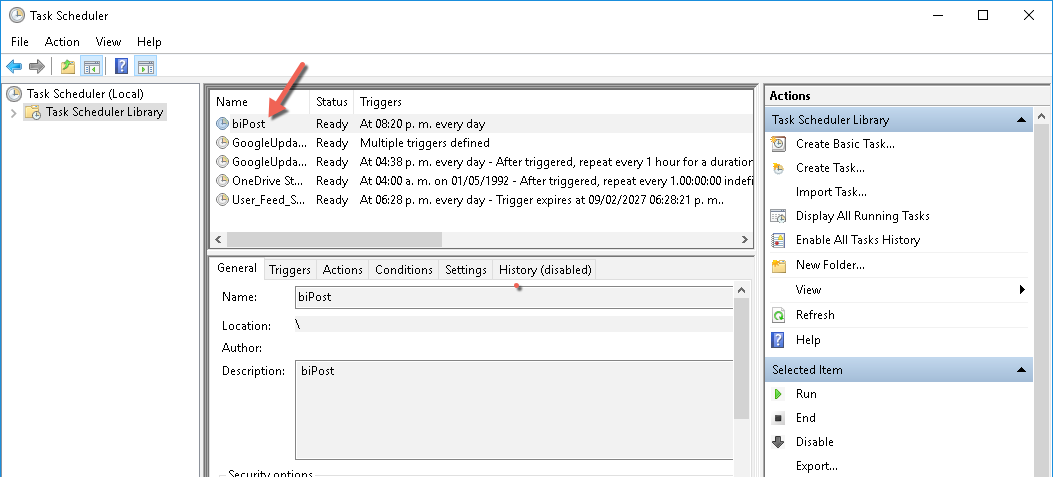 Task Scheduler
File Action View Help
Task Scheduler (Local)
Task Scheduler Library
Name Status Triggers
biPost Ready At 08:20 p. m. every day
GoogleUpda... Ready Multiple triggers defined
GoogleUpda... Ready At 04:38 p. m. every day - After triggered, repeat every 1 hour for a duration
OneDrive St... Ready At 04:00 a. m. on 01/05/1992 - After triggered, repeat every 1.00:00:00 indefi
User_Feed_S... Ready At 06:28 p. m. every day - Trigger expires at 09/02/2027 06:28:21 p. m..
General Triggers Actions Conditions Settings History (disabled)
Name: biPost
Location: \
Author:
Description: biPost
Security options
Actions
Task Scheduler Library
Create Basic Task...
Create Task...
Import Task...
Display All Running Tasks
Enable All Tasks History
New Folder...
View
Refresh
Help
Selected Item
Run
End
Disable
Export...